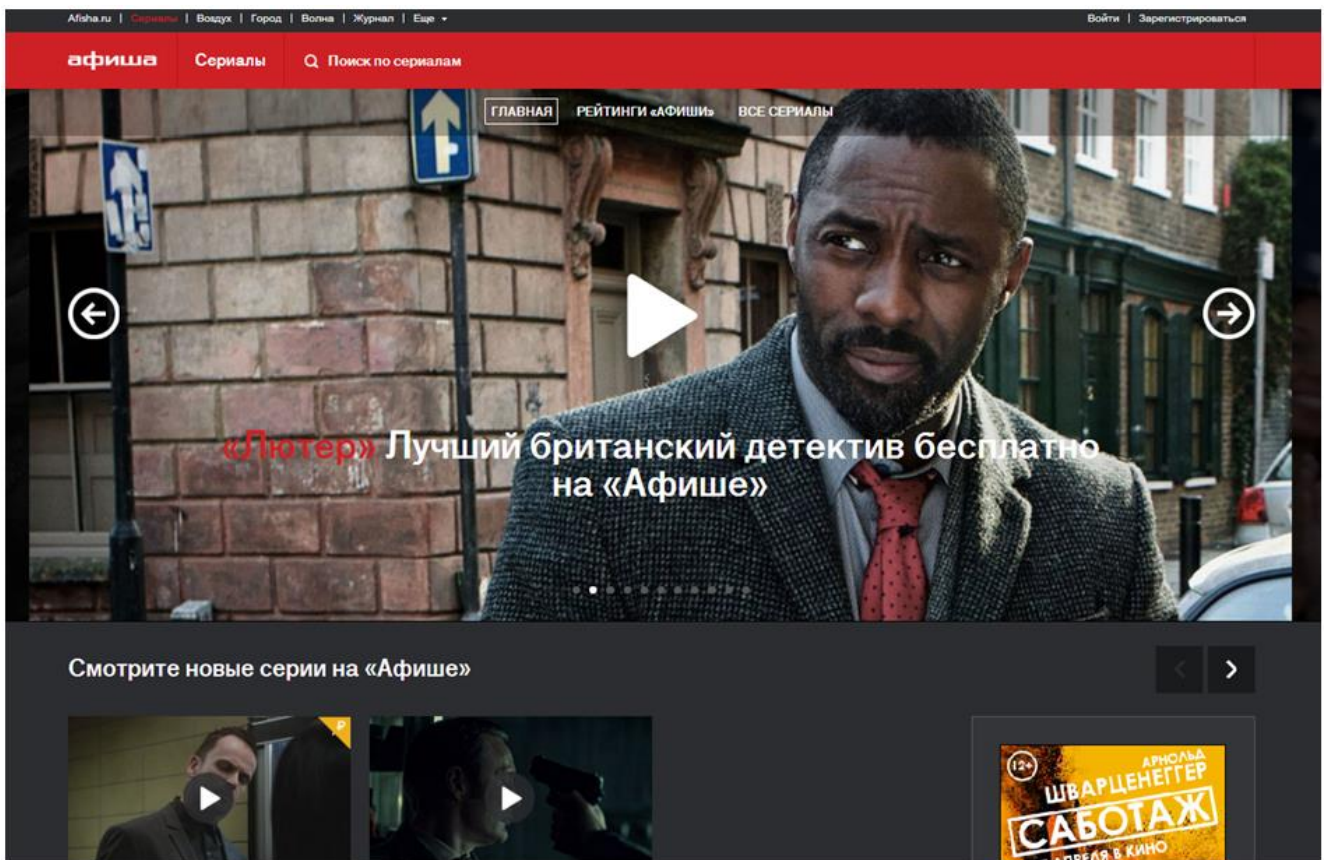 Afisha.ru | Сериалы | Воздух | Город | Волна | Журнал | Еще
Войти | Зарегистрироваться
афиша
Сериалы
Поиск по сериалам
ГЛАВНАЯ
РЕЙТИНГИ «АФИШИ»
ВСЕ СЕРИАЛЫ
«Лютер» Лучший британский детектив бесплатно
на «Афише»
Смотрите новые серии на «Афише»
₽
12+
АРНОЛЬД
ШВАРЦЕНЕГГЕР
САБОТАЖ
АПРЕЛЯ В КИНО